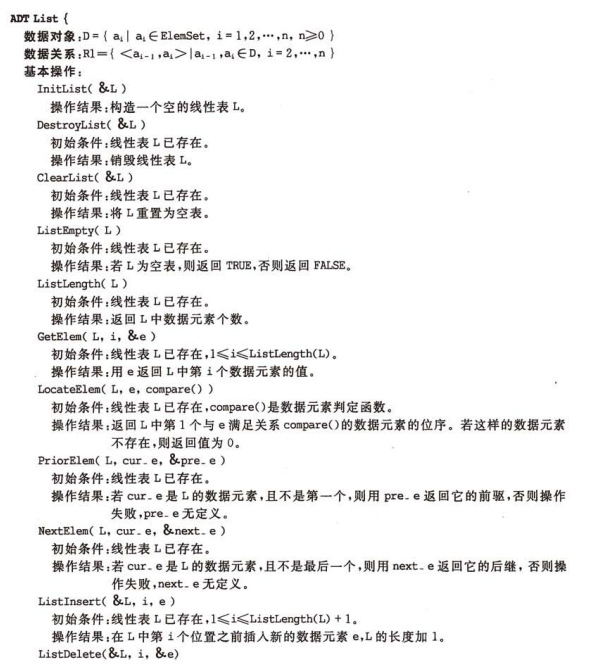 ADT List {
数据对象:D={ aᵢ | aᵢ∈ElemSet, i=1,2,…,n, n≥0 }
数据关系:R1={ <aᵢ₋₁,aᵢ>|aᵢ₋₁,aᵢ∈D, i=2,…,n }
基本操作:
InitList( &L )
操作结果:构造一个空的线性表 L。
DestroyList( &L )
初始条件:线性表 L 已存在。
操作结果:销毁线性表 L。
ClearList( &L )
初始条件:线性表 L 已存在。
操作结果:将 L 重置为空表。
ListEmpty( L )
初始条件:线性表 L 已存在。
操作结果:若 L 为空表,则返回 TRUE,否则返回 FALSE。
ListLength( L )
初始条件:线性表 L 已存在。
操作结果:返回 L 中数据元素个数。
GetElem( L, i, &e )
初始条件:线性表 L 已存在,1≤i≤ListLength(L)。
操作结果:用 e 返回 L 中第 i 个数据元素的值。
LocateElem( L, e, compare() )
初始条件:线性表 L 已存在,compare()是数据元素判定函数。
操作结果:返回 L 中第 1 个与 e 满足关系 compare()的数据元素的位序。若这样的数据元素
不存在,则返回值为 0。
PriorElem( L, cur_e, &pre_e )
初始条件:线性表 L 已存在。
操作结果:若 cur_e 是 L 的数据元素,且不是第一个,则用 pre_e 返回它的前驱,否则操作
失败,pre_e 无定义。
NextElem( L, cur_e, &next_e )
初始条件:线性表 L 已存在。
操作结果:若 cur_e 是 L 的数据元素,且不是最后一个,则用 next_e 返回它的后继,否则操
作失败,next_e 无定义。
ListInsert( &L, i, e )
初始条件:线性表 L 已存在,1≤i≤ListLength(L)+1。
操作结果:在 L 中第 i 个位置之前插入新的数据元素 e,L 的长度加 1。
ListDelete(&L, i, &e)